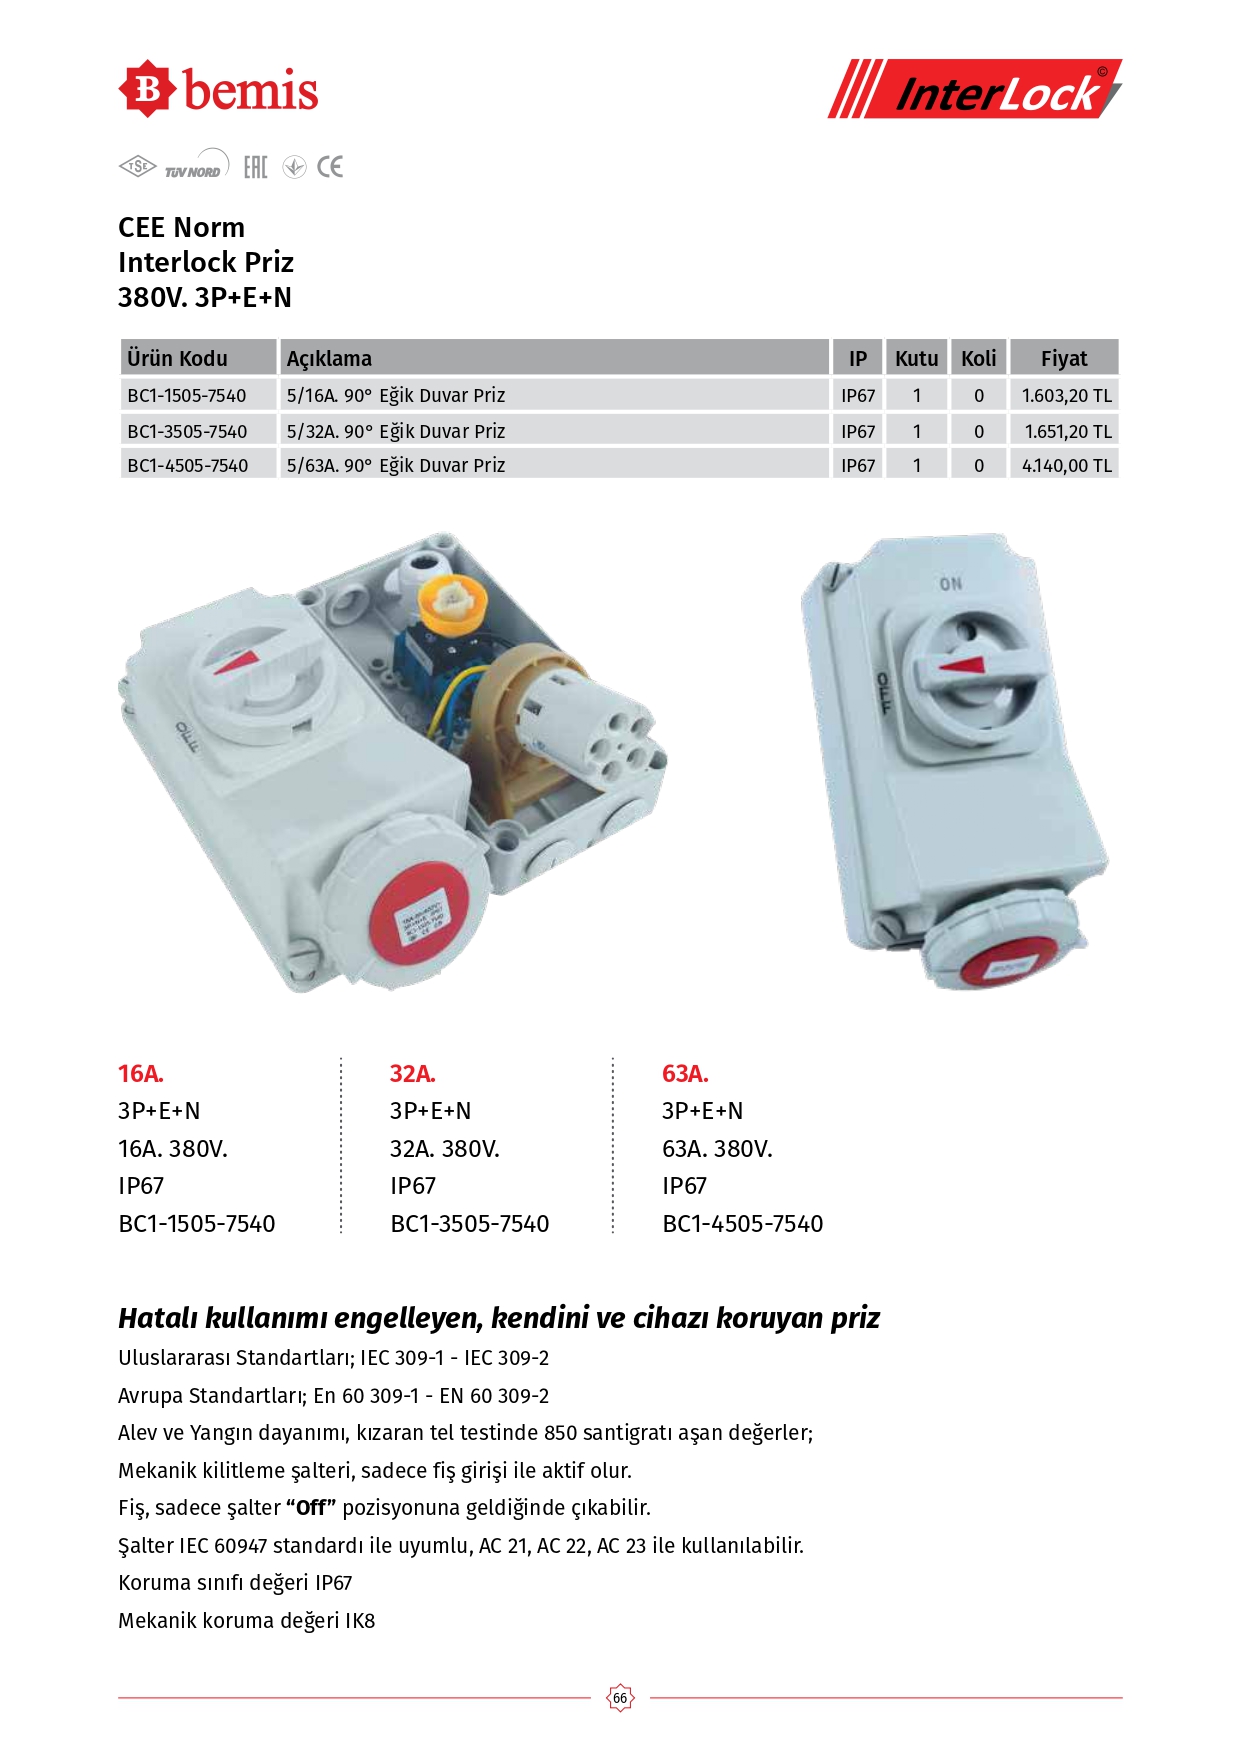 bemis
InterLock ©
TSE TÜV NORD EAC CE
CEE Norm
Interlock Priz
380V. 3P+E+N
Ürün Kodu Açıklama IP Kutu Koli Fiyat
BC1-1505-7540 5/16A. 90° Eğik Duvar Priz IP67 1 0 1.603,20 TL
BC1-3505-7540 5/32A. 90° Eğik Duvar Priz IP67 1 0 1.651,20 TL
BC1-4505-7540 5/63A. 90° Eğik Duvar Priz IP67 1 0 4.140,00 TL
OFF
BC1-1505-7540
ON
OFF
16A.
3P+E+N
16A. 380V.
IP67
BC1-1505-7540
32A.
3P+E+N
32A. 380V.
IP67
BC1-3505-7540
63A.
3P+E+N
63A. 380V.
IP67
BC1-4505-7540
Hatalı kullanımı engelleyen, kendini ve cihazı koruyan priz
Uluslararası Standartları; IEC 309-1 - IEC 309-2
Avrupa Standartları; En 60 309-1 - EN 60 309-2
Alev ve Yangın dayanımı, kızaran tel testinde 850 santigratı aşan değerler;
Mekanik kilitleme şalteri, sadece fiş girişi ile aktif olur.
Fiş, sadece şalter “Off” pozisyonuna geldiğinde çıkabilir.
Şalter IEC 60947 standardı ile uyumlu, AC 21, AC 22, AC 23 ile kullanılabilir.
Koruma sınıfı değeri IP67
Mekanik koruma değeri IK8
66